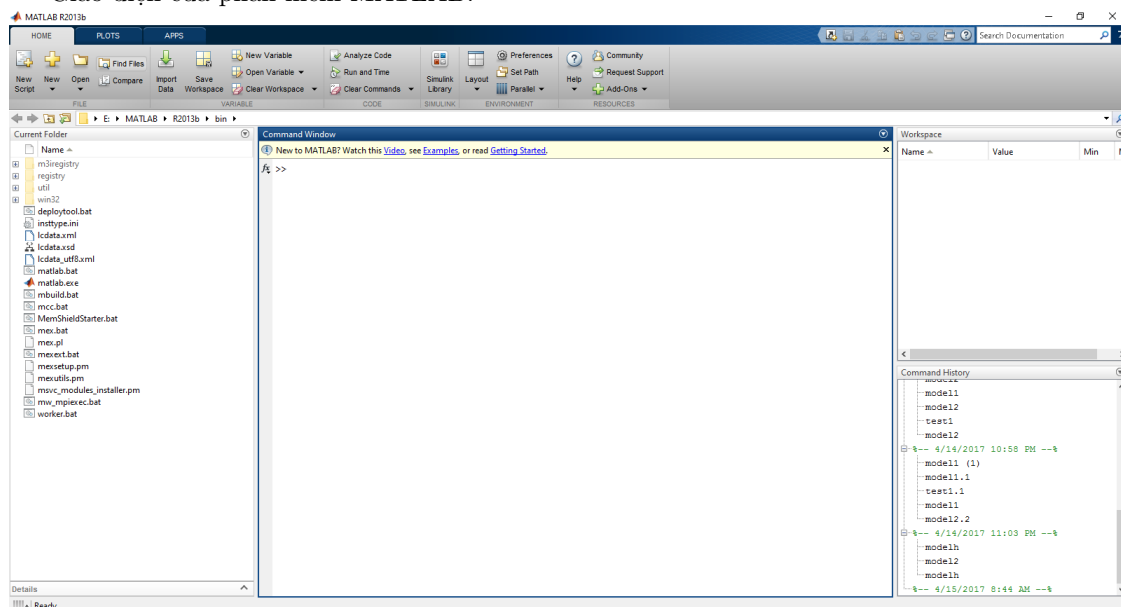 Giao diện của phần mềm MATLAB.
MATLAB R2013b
HOME PLOTS APPS
Search Documentation
New Script
New
Open
Find Files
Compare
Import Data
Save Workspace
New Variable
Open Variable
Clear Workspace
Analyze Code
Run and Time
Clear Commands
Simulink Library
Layout
Preferences
Set Path
Parallel
Help
Community
Request Support
Add-Ons
FILE VARIABLE CODE SIMULINK ENVIRONMENT RESOURCES
E: MATLAB R2013b bin
Current Folder
Name
m3iregistry
registry
util
win32
deploytool.bat
insttype.ini
lcdata.xml
lcdata.xsd
lcdata_utf8.xml
matlab.bat
matlab.exe
mbuild.bat
mcc.bat
MemShieldStarter.bat
mex.bat
mex.pl
mexext.bat
mexsetup.pm
mexutils.pm
msvc_modules_installer.pm
mw_mpiexec.bat
worker.bat
Details
Command Window
New to MATLAB? Watch this Video, see Examples, or read Getting Started.
fx >>
Workspace
Name Value Min
Command History
model2
model1
model2
test1
model2
%-- 4/14/2017 10:58 PM --%
model1 (1)
model1.1
test1.1
model1
model2.2
%-- 4/14/2017 11:03 PM --%
modelh
model2
modelh
%-- 4/15/2017 8:44 AM --%
Ready